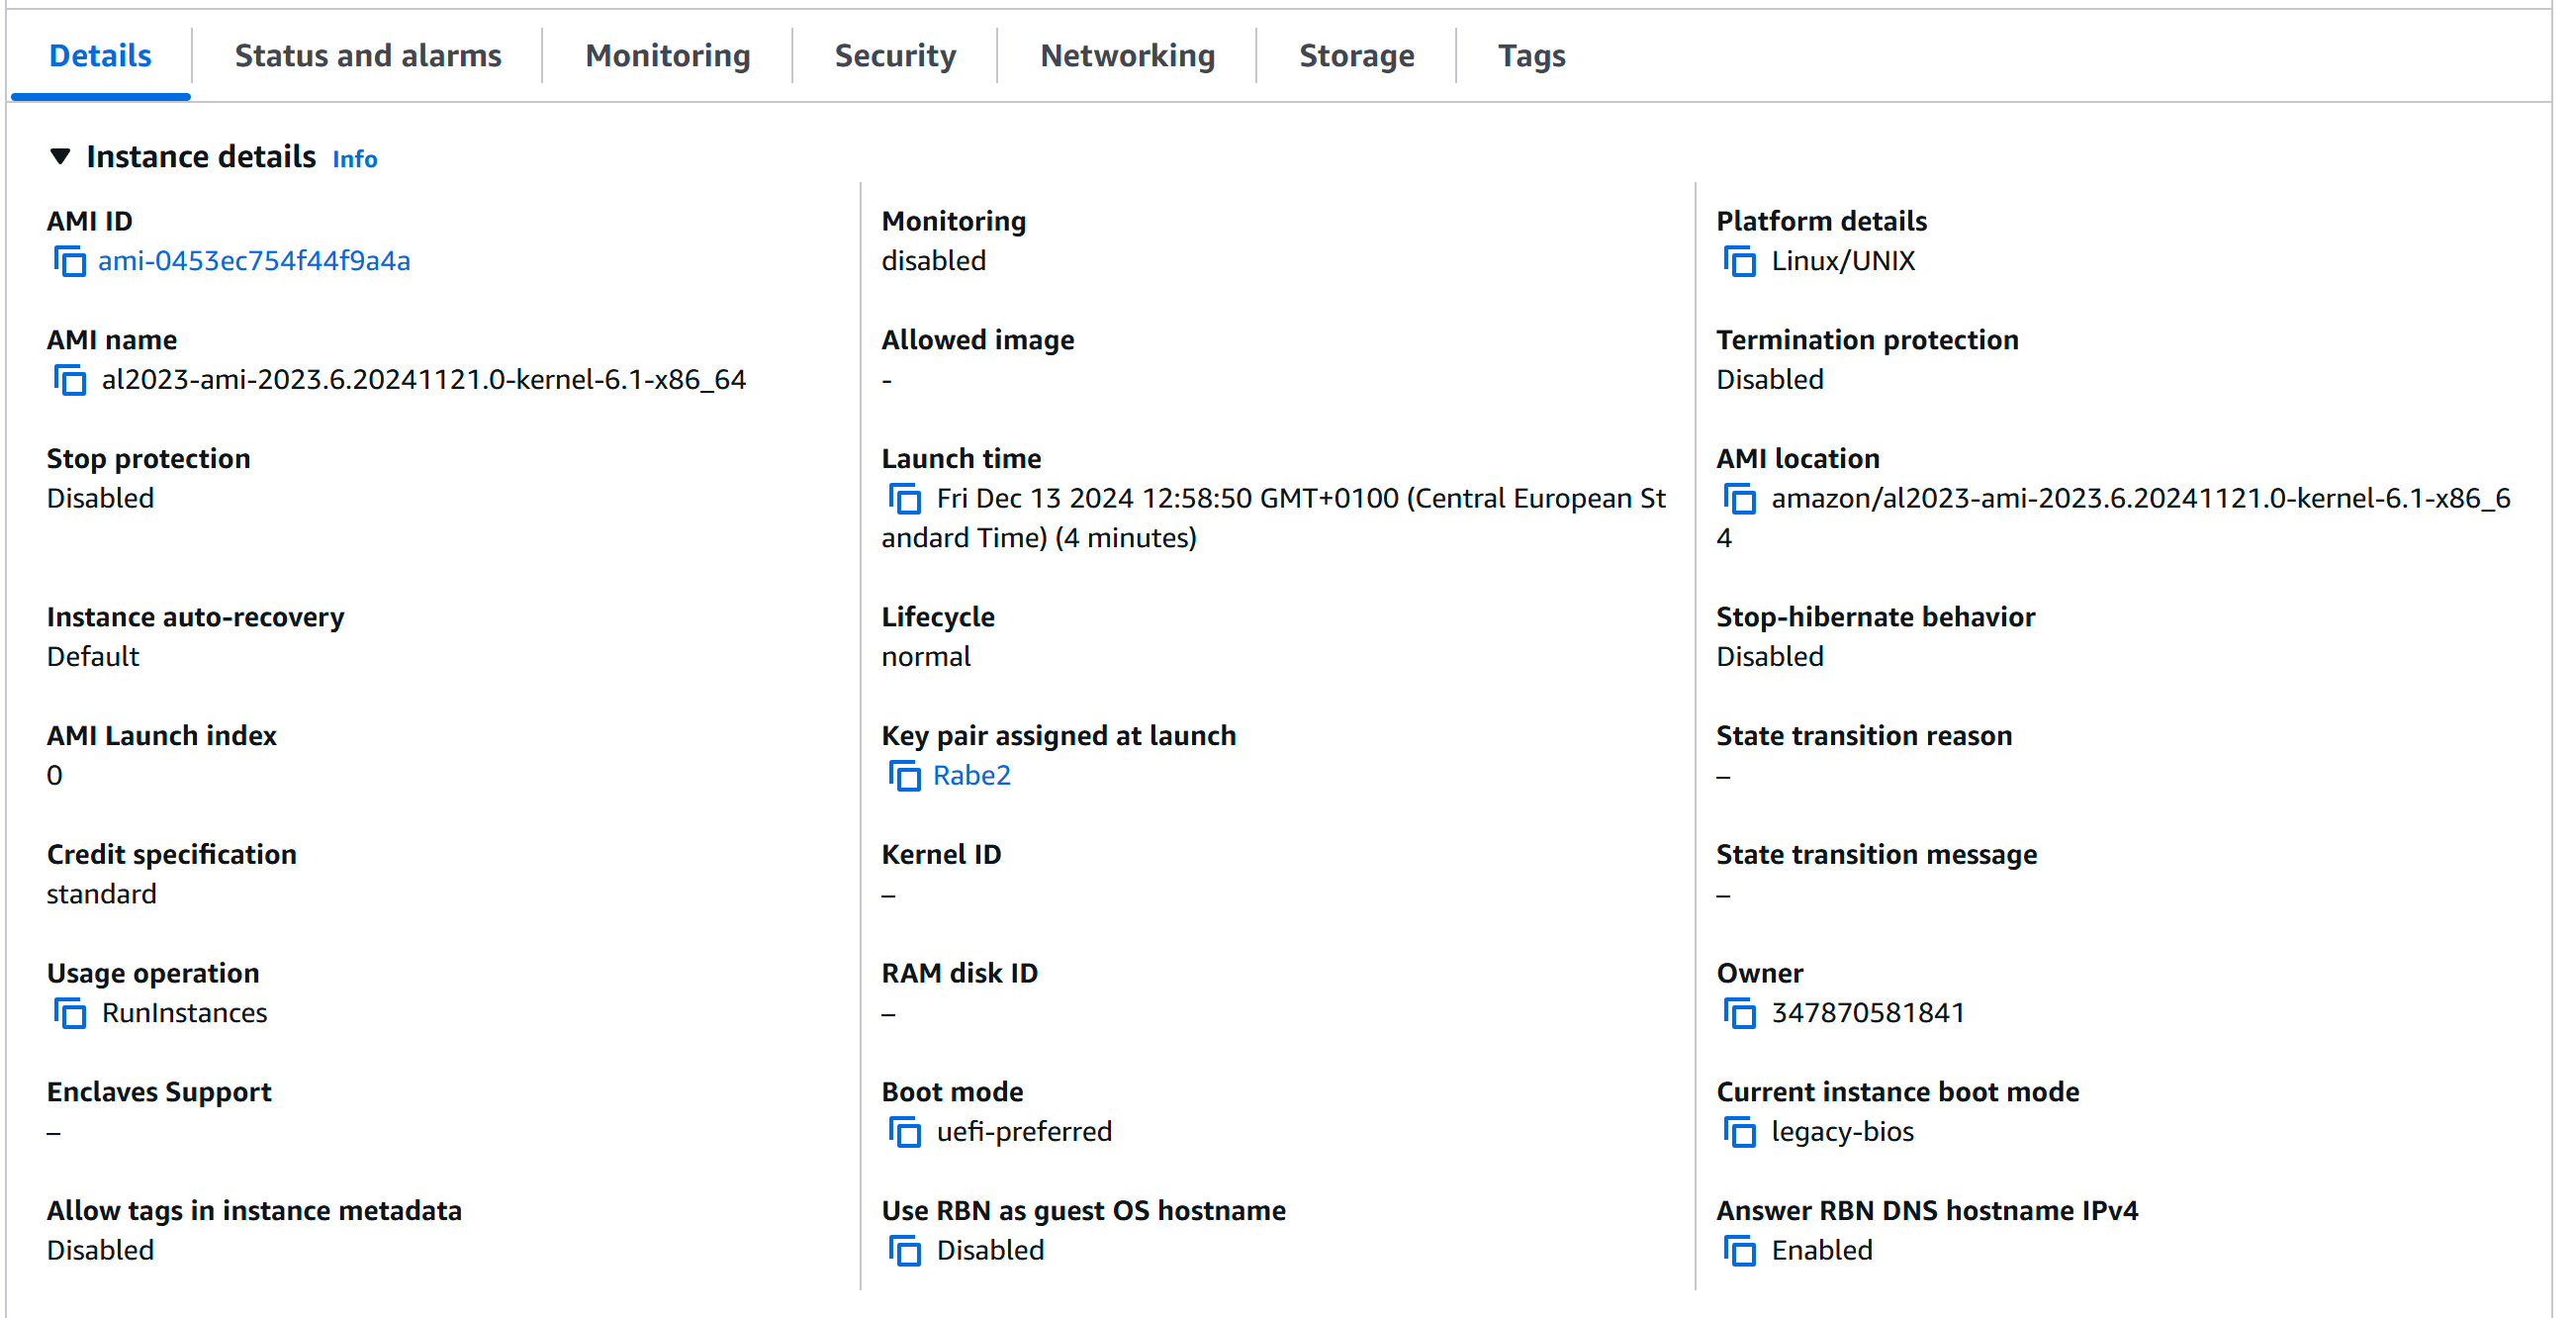 Details Status and alarms Monitoring Security Networking Storage Tags
Instance details Info
AMI ID
ami-0453ec754f44f9a4a
Monitoring
disabled
Platform details
Linux/UNIX
AMI name
al2023-ami-2023.6.20241121.0-kernel-6.1-x86_64
Allowed image
-
Termination protection
Disabled
Stop protection
Disabled
Launch time
Fri Dec 13 2024 12:58:50 GMT+0100 (Central European St
andard Time) (4 minutes)
AMI location
amazon/al2023-ami-2023.6.20241121.0-kernel-6.1-x86_6
4
Instance auto-recovery
Default
Lifecycle
normal
Stop-hibernate behavior
Disabled
AMI Launch index
0
Key pair assigned at launch
Rabe2
State transition reason
–
Credit specification
standard
Kernel ID
–
State transition message
–
Usage operation
RunInstances
RAM disk ID
–
Owner
347870581841
Enclaves Support
–
Boot mode
uefi-preferred
Current instance boot mode
legacy-bios
Allow tags in instance metadata
Disabled
Use RBN as guest OS hostname
Disabled
Answer RBN DNS hostname IPv4
Enabled